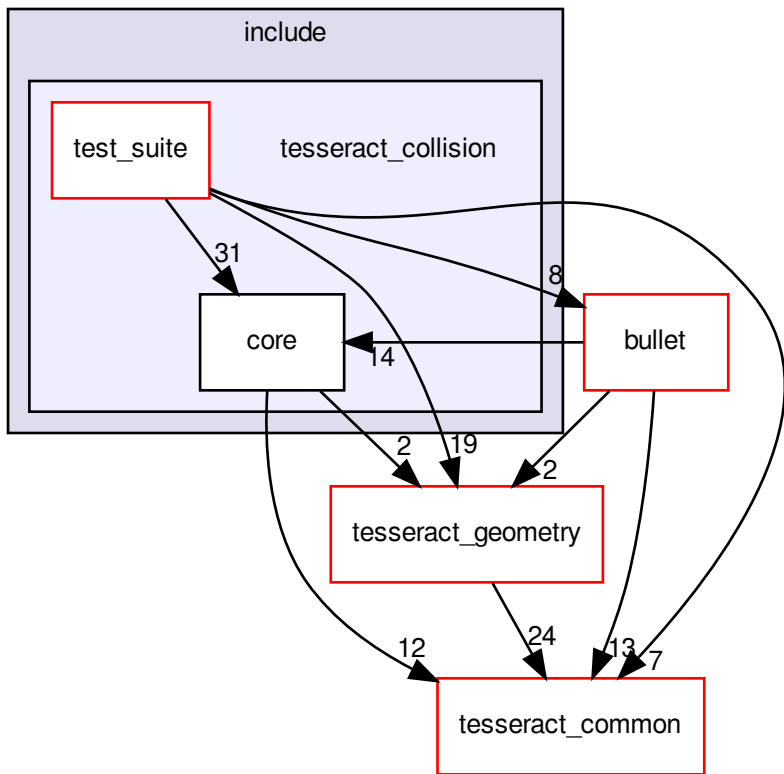 include
test_suite
tesseract_collision
31
8
core
14
bullet
2
19
2
tesseract_geometry
24
12
13
7
tesseract_common